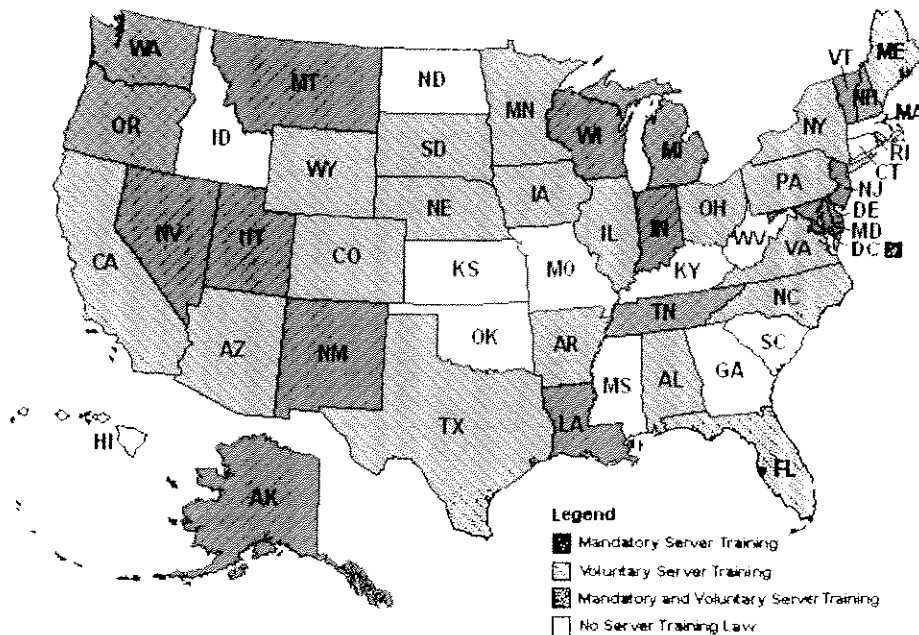 WA
MT
ND
MN
VT
ME
OR
ID
WY
SD
WI
MI
NY
NH
MA
RI
CT
NV
UT
CO
NE
IA
IL
IN
OH
PA
NJ
DE
MD
DC
CA
AZ
NM
KS
MO
KY
WV
VA
OK
AR
TN
NC
SC
TX
LA
MS
AL
GA
FL
HI
AK
Legend
Mandatory Server Training
Voluntary Server Training
Mandatory and Voluntary Server Training
No Server Training Law